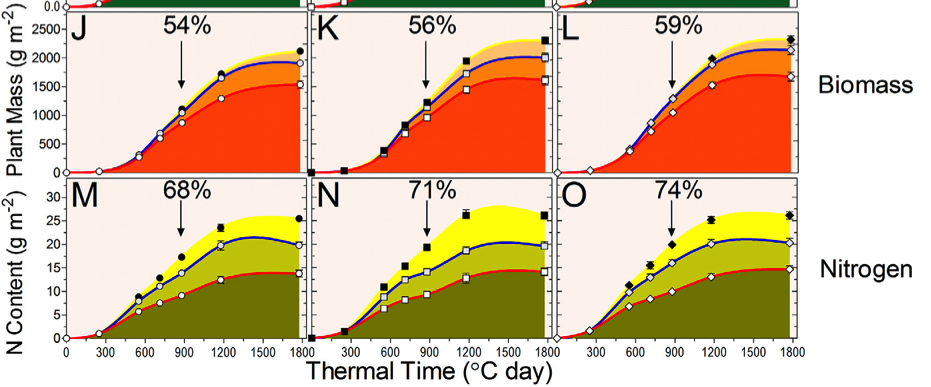 0.0
J 54% K 56% L 59%
Plant Mass (g m⁻²)
2500
2000
1500
1000
500
0
Biomass
M 68% N 71% O 74%
N Content (g m⁻²)
30
25
20
15
10
5
0
Nitrogen
0 300 600 900 1200 1500 1800 300 600 900 1200 1500 1800 300 600 900 1200 1500 1800
Thermal Time (°C day)